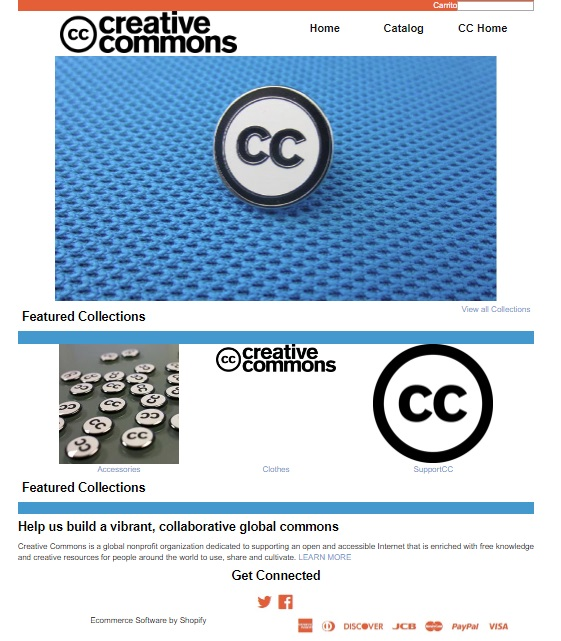 Carrito
cc creative commons
Home Catalog CC Home
CC
View all Collections
Featured Collections
cc creative commons
CC
CC
Accessories Clothes SupportCC
Featured Collections
Help us build a vibrant, collaborative global commons
Creative Commons is a global nonprofit organization dedicated to supporting an open and accessible Internet that is enriched with free knowledge
and creative resources for people around the world to use, share and cultivate. LEARN MORE
Get Connected
Ecommerce Software by Shopify
DISCOVER JCB PayPal VISA